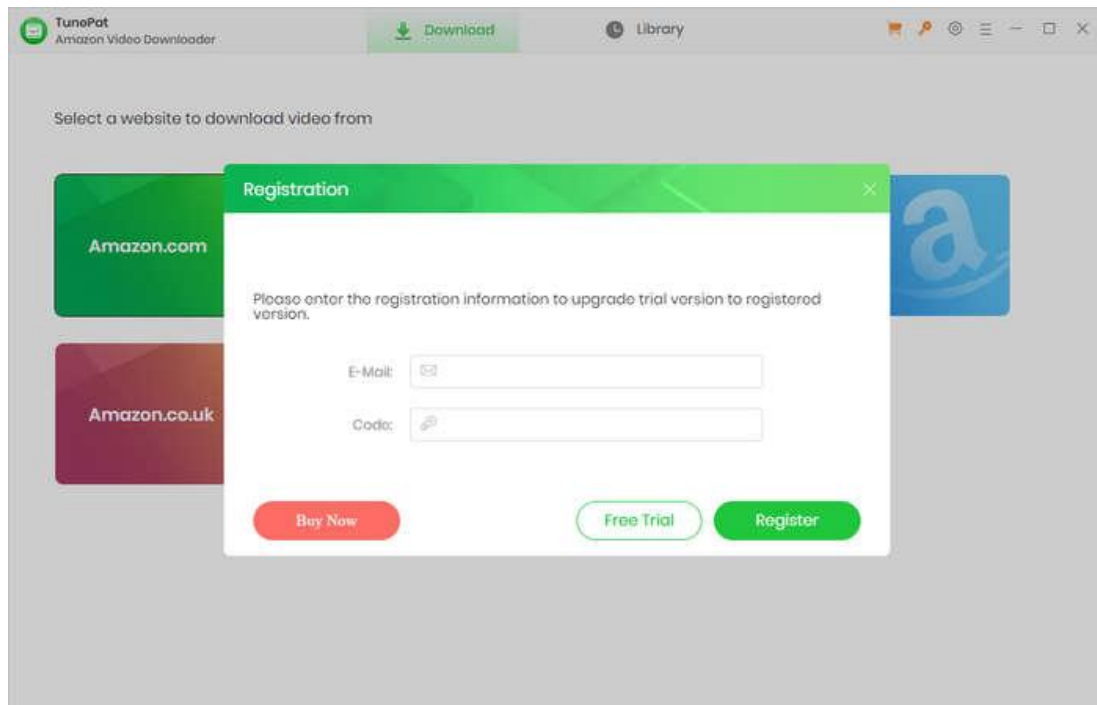 TunePat
Amazon Video Downloader
Download
Library
Select a website to download video from
Amazon.com
Amazon.co.uk
Registration
Please enter the registration information to upgrade trial version to registered
version.
E-Mail:
Code:
Buy Now
Free Trial
Register